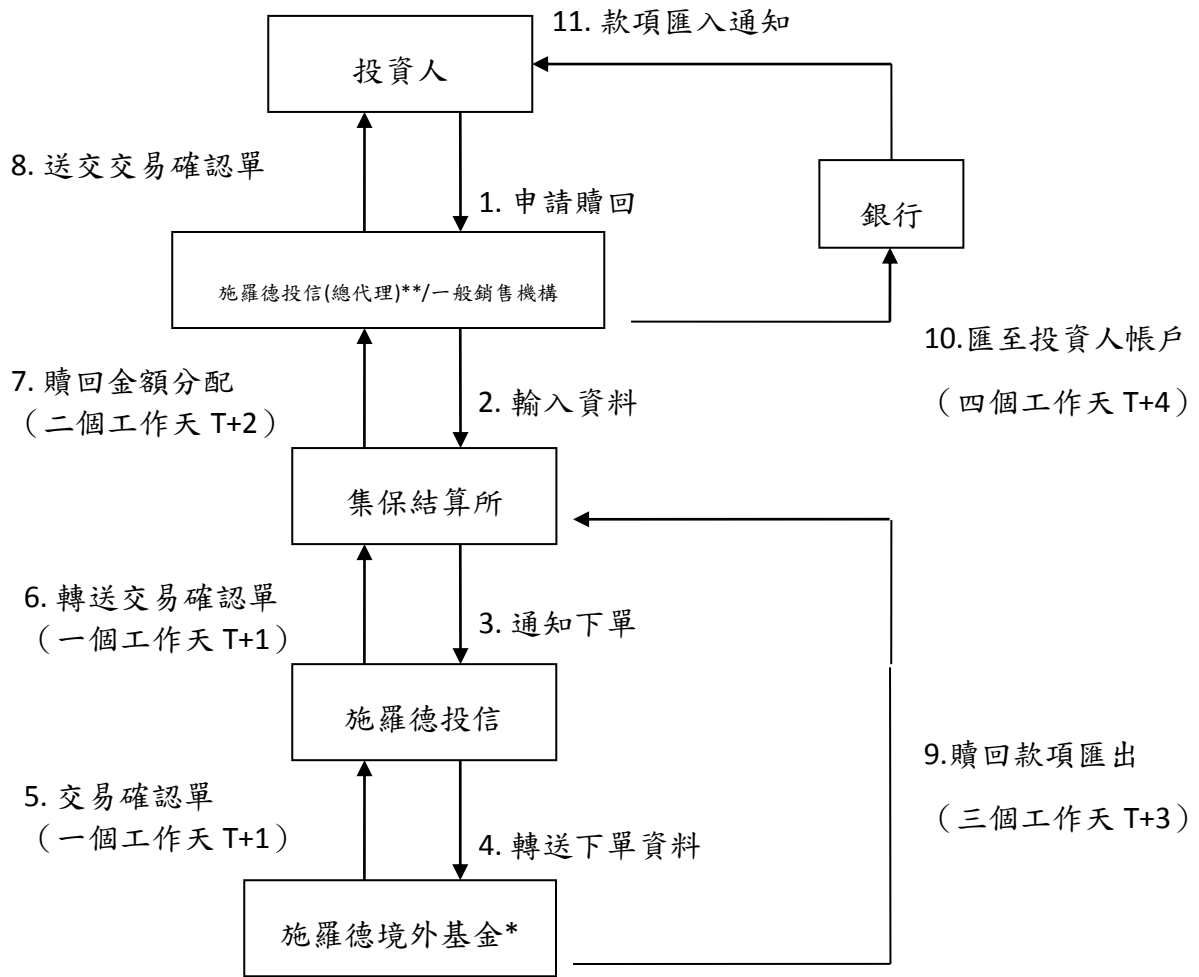 11. 款項匯入通知
投資人
8. 送交交易確認單
1. 申請贖回
銀行
施羅德投信(總代理)**/一般銷售機構
10.匯至投資人帳戶
（四個工作天 T+4）
7. 贖回金額分配
（二個工作天 T+2）
2. 輸入資料
集保結算所
6. 轉送交易確認單
（一個工作天 T+1）
3. 通知下單
施羅德投信
9.贖回款項匯出
（三個工作天 T+3）
5. 交易確認單
（一個工作天 T+1）
4. 轉送下單資料
施羅德境外基金*